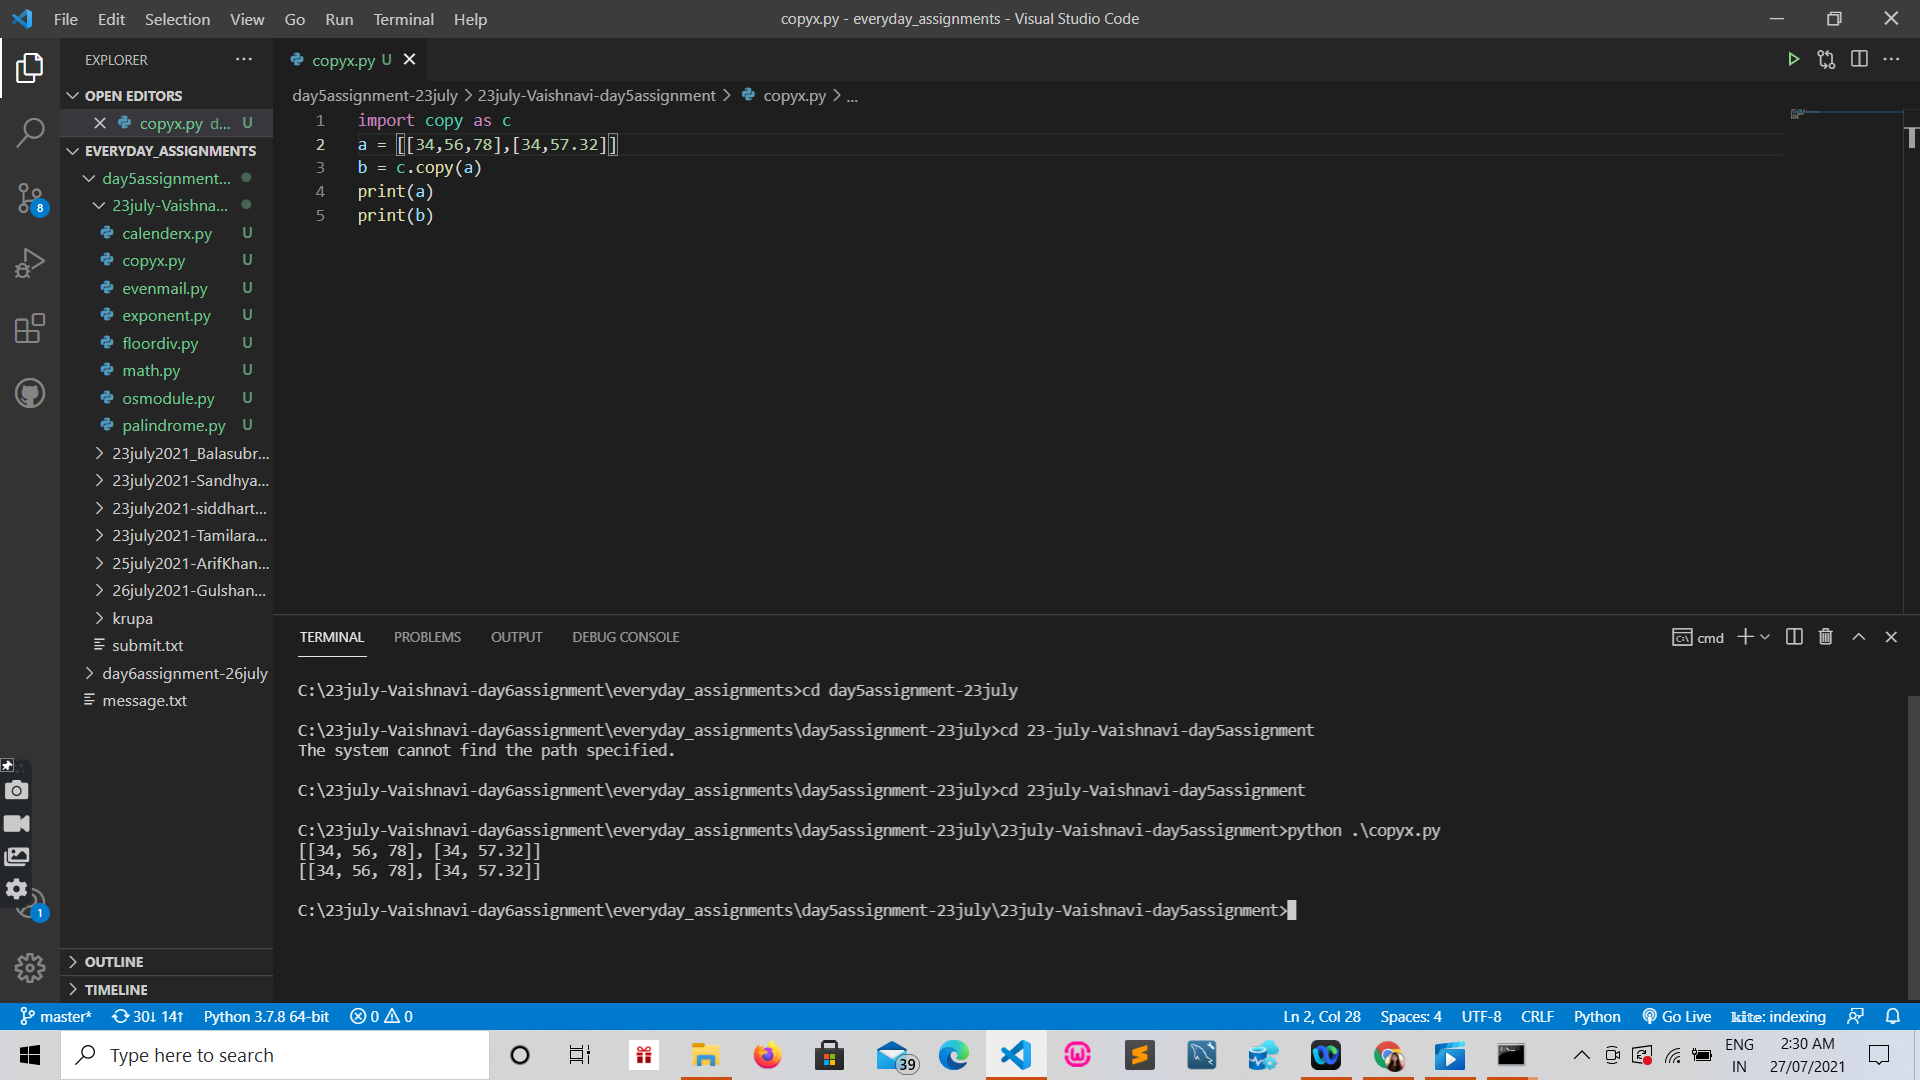 File Edit Selection View Go Run Terminal Help
copyx.py - everyday_assignments - Visual Studio Code
EXPLORER
OPEN EDITORS
copyx.py d... U
EVERYDAY_ASSIGNMENTS
day5assignment...
23july-Vaishna...
calenderx.py U
copyx.py U
evenmail.py U
exponent.py U
floordiv.py U
math.py U
osmodule.py U
palindrome.py U
23july2021_Balasubr...
23july2021-Sandhya...
23july2021-siddhart...
23july2021-Tamilara...
25july2021-ArifKhan...
26july2021-Gulshan...
krupa
submit.txt
day6assignment-26july
message.txt
OUTLINE
TIMELINE
8
1
copyx.py U
day5assignment-23july > 23july-Vaishnavi-day5assignment > copyx.py > ...
1 import copy as c
2 a = [[34,56,78],[34,57.32]]
3 b = c.copy(a)
4 print(a)
5 print(b)
TERMINAL PROBLEMS OUTPUT DEBUG CONSOLE
cmd
C:\23july-Vaishnavi-day6assignment\everyday_assignments>cd day5assignment-23july
C:\23july-Vaishnavi-day6assignment\everyday_assignments\day5assignment-23july>cd 23-july-Vaishnavi-day5assignment
The system cannot find the path specified.
C:\23july-Vaishnavi-day6assignment\everyday_assignments\day5assignment-23july>cd 23july-Vaishnavi-day5assignment
C:\23july-Vaishnavi-day6assignment\everyday_assignments\day5assignment-23july\23july-Vaishnavi-day5assignment>python .\copyx.py
[[34, 56, 78], [34, 57.32]]
[[34, 56, 78], [34, 57.32]]
C:\23july-Vaishnavi-day6assignment\everyday_assignments\day5assignment-23july\23july-Vaishnavi-day5assignment>
master* 30↓ 14↑ Python 3.7.8 64-bit 0 0
Ln 2, Col 28 Spaces: 4 UTF-8 CRLF Python Go Live kite: indexing
Type here to search
39
ENG
IN
2:30 AM
27/07/2021